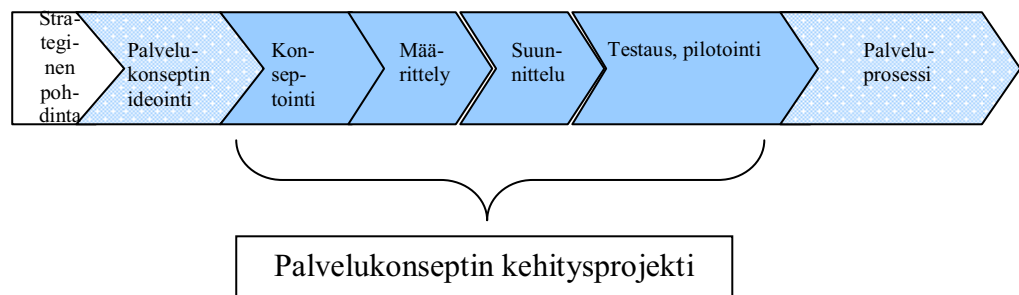 Stra-
tegi-
nen
poh-
dinta
Palvelu-
konseptin
ideointi
Kon-
sep-
tointi
Mää-
rittely
Suun-
nittelu
Testaus, pilotointi
Palvelu-
prosessi
Palvelukonseptin kehitysprojekti